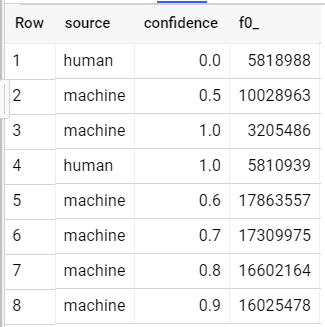 Row source confidence f0_
1 human 0.0 5818988
2 machine 0.5 10028963
3 machine 1.0 3205486
4 human 1.0 5810939
5 machine 0.6 17863557
6 machine 0.7 17309975
7 machine 0.8 16602164
8 machine 0.9 16025478